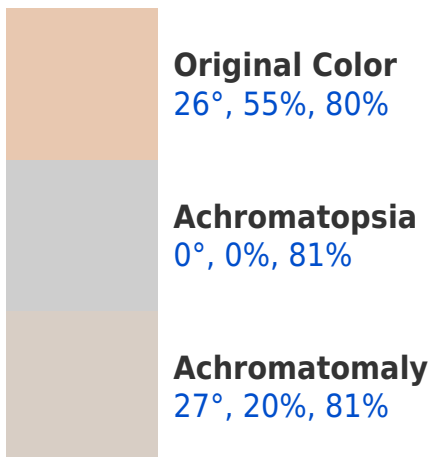 Original Color
26°, 55%, 80%
Achromatopsia
0°, 0%, 81%
Achromatomaly
27°, 20%, 81%